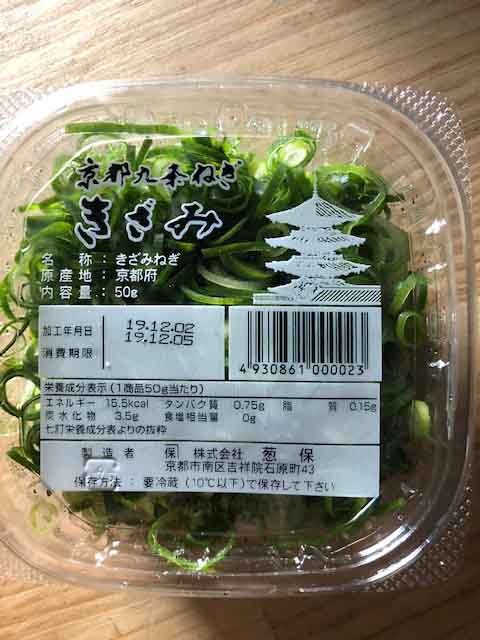 京都九条ねぎ
きざみ
名称：きざみねぎ
原産地：京都府
内容量：50g
加工年月日 19.12.02
消費期限 19.12.05
4930861000023
栄養成分表示(1商品50g当たり)
エネルギー 15.5kcal タンパク質 0.75g 脂質 0.15g
炭水化物 3.5g 食塩相当量 0g
七訂栄養成分表よりの抜粋
製造者 保 株式会社 葱保
京都市南区吉祥院石原町43
保存方法：要冷蔵(10℃以下)で保存して下さい